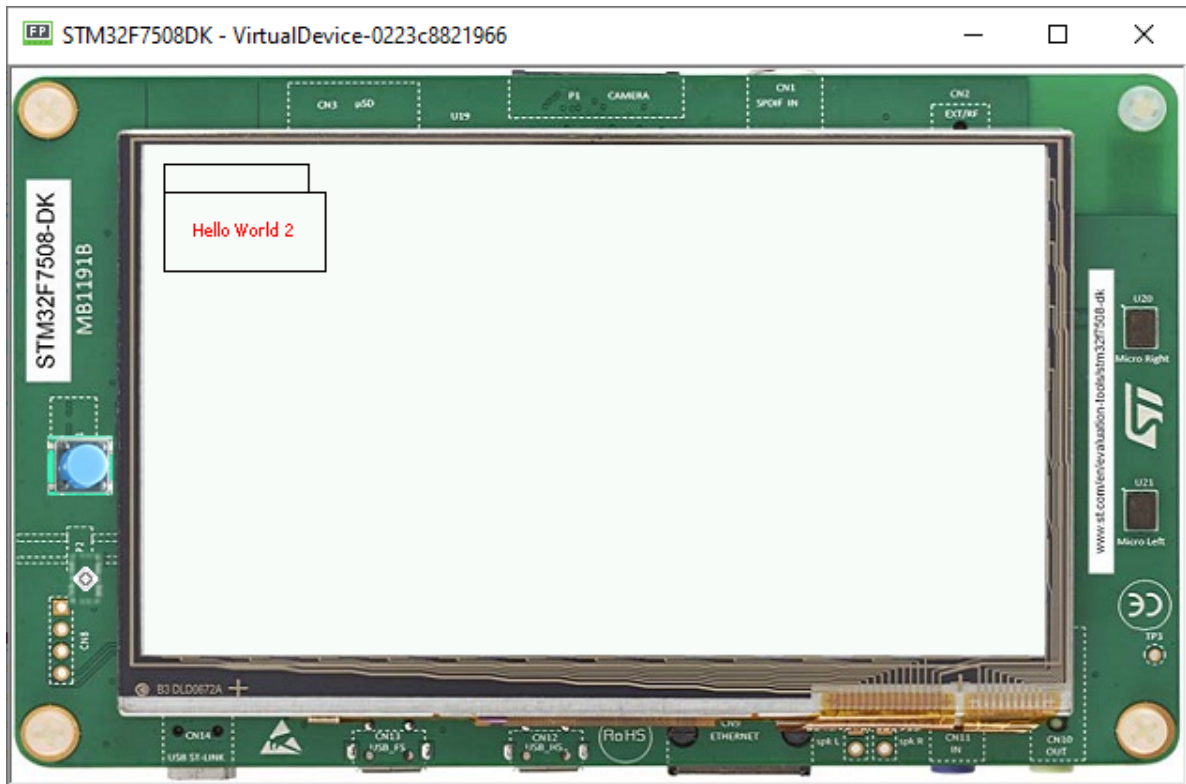 STM32F7508DK - VirtualDevice-0223c8821966
CN3 µSD
U19
P1 CAMERA
CN1
SPDIF IN
CN2
EXT/RF
STM32F7508-DK
MB1191B
Hello World 2
U20
Micro Right
www.st.com/en/evaluation-tools/stm32f7508-dk
U21
Micro Left
P2
CN8
TP3
B3 DLD0672A
CN14
USB ST-LINK
CN13
USB_FS
CN12
USB_HS
RoHS
CN9
ETHERNET
spk L
spk R
CN11
IN
CN10
OUT